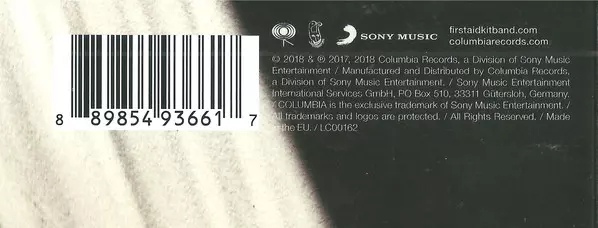 SONY MUSIC
firstaidkitband.com
columbiarecords.com
℗ 2018 & ℗ 2017, 2018 Columbia Records, a Division of Sony Music
Entertainment / Manufactured and Distributed by Columbia Records,
a Division of Sony Music Entertainment. / Sony Music Entertainment
International Services GmbH, PO Box 510, 33311 Gütersloh, Germany.
/ COLUMBIA is the exclusive trademark of Sony Music Entertainment. /
All trademarks and logos are protected. / All Rights Reserved. / Made
in the EU. / LC00162
8 89854 93661 7